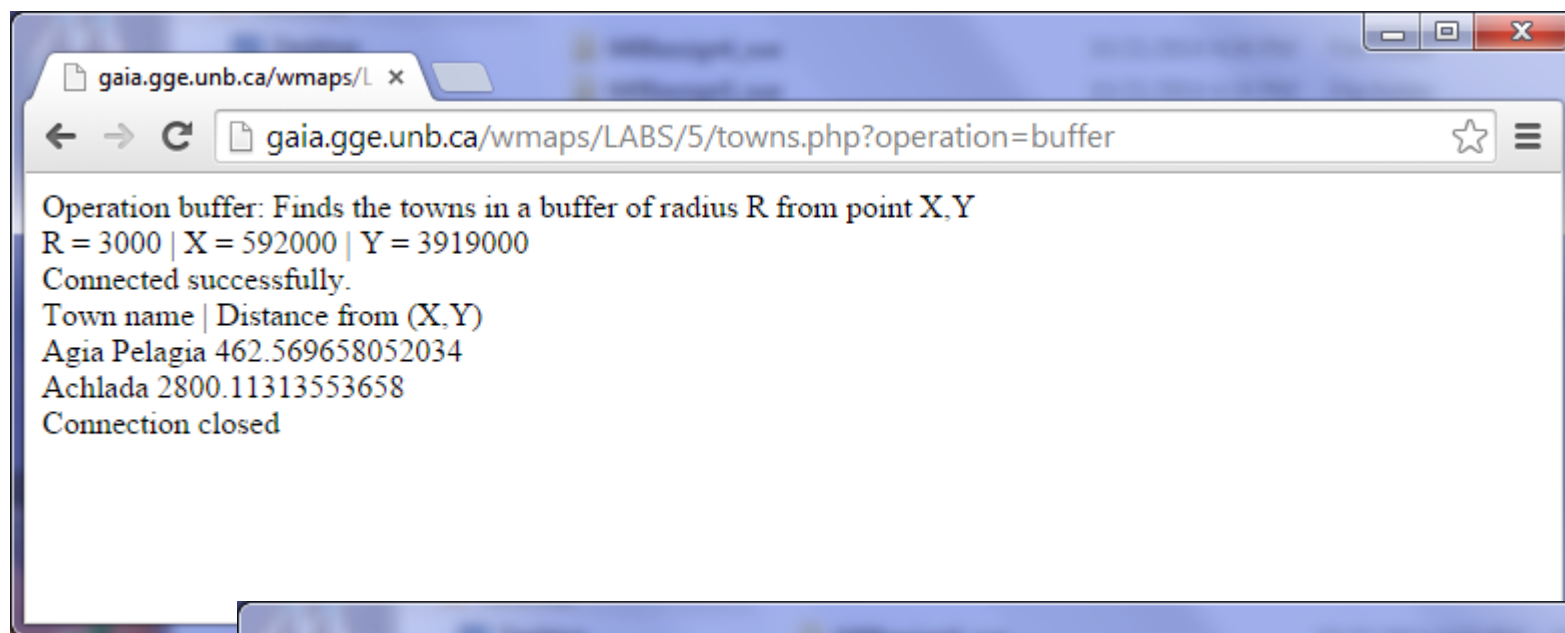 gaia.gge.unb.ca/wmaps/L
gaia.gge.unb.ca/wmaps/LABS/5/towns.php?operation=buffer
Operation buffer: Finds the towns in a buffer of radius R from point X,Y
R = 3000 | X = 592000 | Y = 3919000
Connected successfully.
Town name | Distance from (X,Y)
Agia Pelagia 462.569658052034
Achlada 2800.11313553658
Connection closed